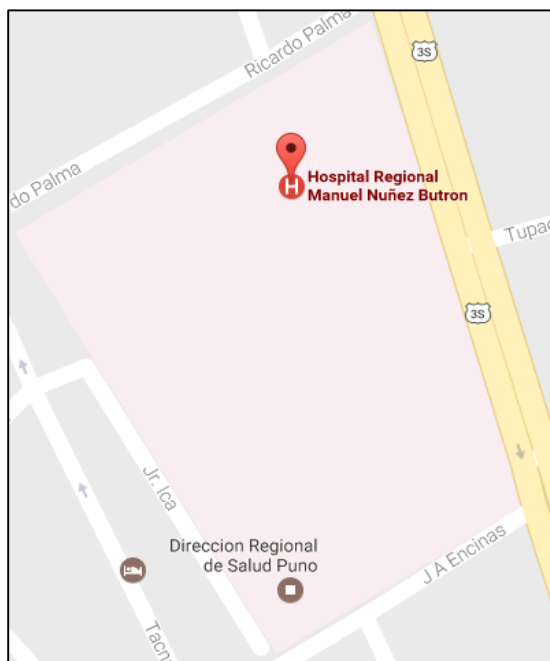 Ricardo Palma
3S
do Palma
H
Hospital Regional
Manuel Nuñez Butron
Tupac
3S
Jr. Ica
Direccion Regional
de Salud Puno
J A Encinas
Tacn